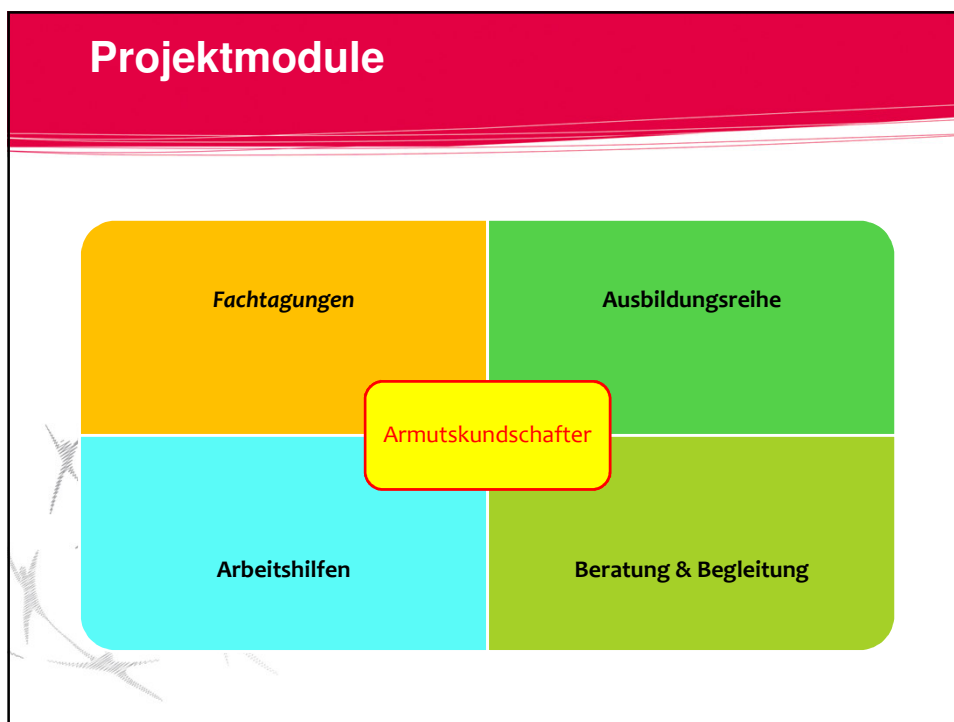 Projektmodule
Fachtagungen
Ausbildungsreihe
Armutskundschafter
Arbeitshilfen
Beratung & Begleitung